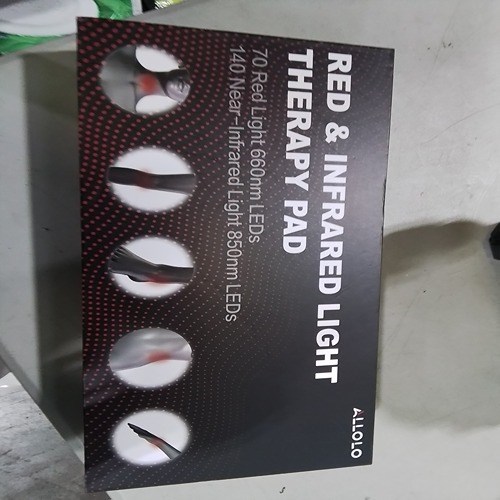 ALLOLO
RED & INFRARED LIGHT
THERAPY PAD
70 Red Light 660nm LEDs
140 Near-Infrared Light 850nm LEDs